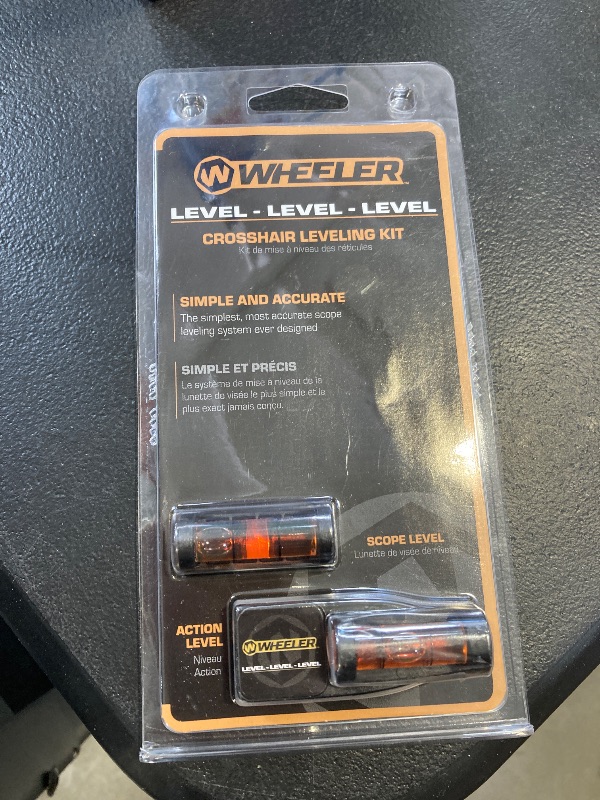 WHEELER
LEVEL - LEVEL - LEVEL
CROSSHAIR LEVELING KIT
Kit de mise à niveau des réticules
SIMPLE AND ACCURATE
The simplest, most accurate scope
leveling system ever designed
SIMPLE ET PRÉCIS
Le système de mise à niveau de la
lunette de visée le plus simple et le
plus exact jamais conçu.
SCOPE LEVEL
Lunette de visée de niveau
ACTION
LEVEL
Niveau
Action
WHEELER
LEVEL-LEVEL-LEVEL